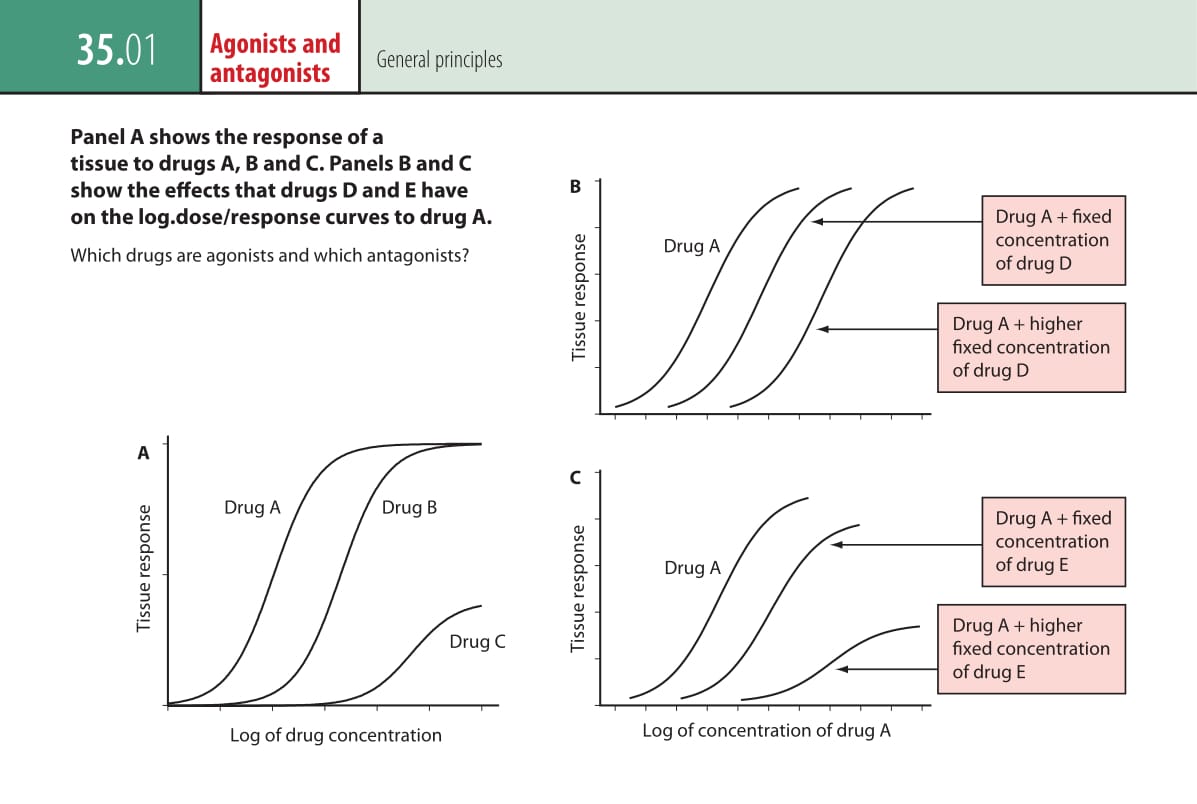 35.01
Agonists and
antagonists
General principles
Panel A shows the response of a
tissue to drugs A, B and C. Panels B and C
show the effects that drugs D and E have
on the log.dose/response curves to drug A.
Which drugs are agonists and which antagonists?
A
Tissue response
Drug A
Drug B
Drug C
Log of drug concentration
B
Tissue response
Drug A
Drug A + fixed
concentration
of drug D
Drug A + higher
fixed concentration
of drug D
C
Tissue response
Drug A
Drug A + fixed
concentration
of drug E
Drug A + higher
fixed concentration
of drug E
Log of concentration of drug A